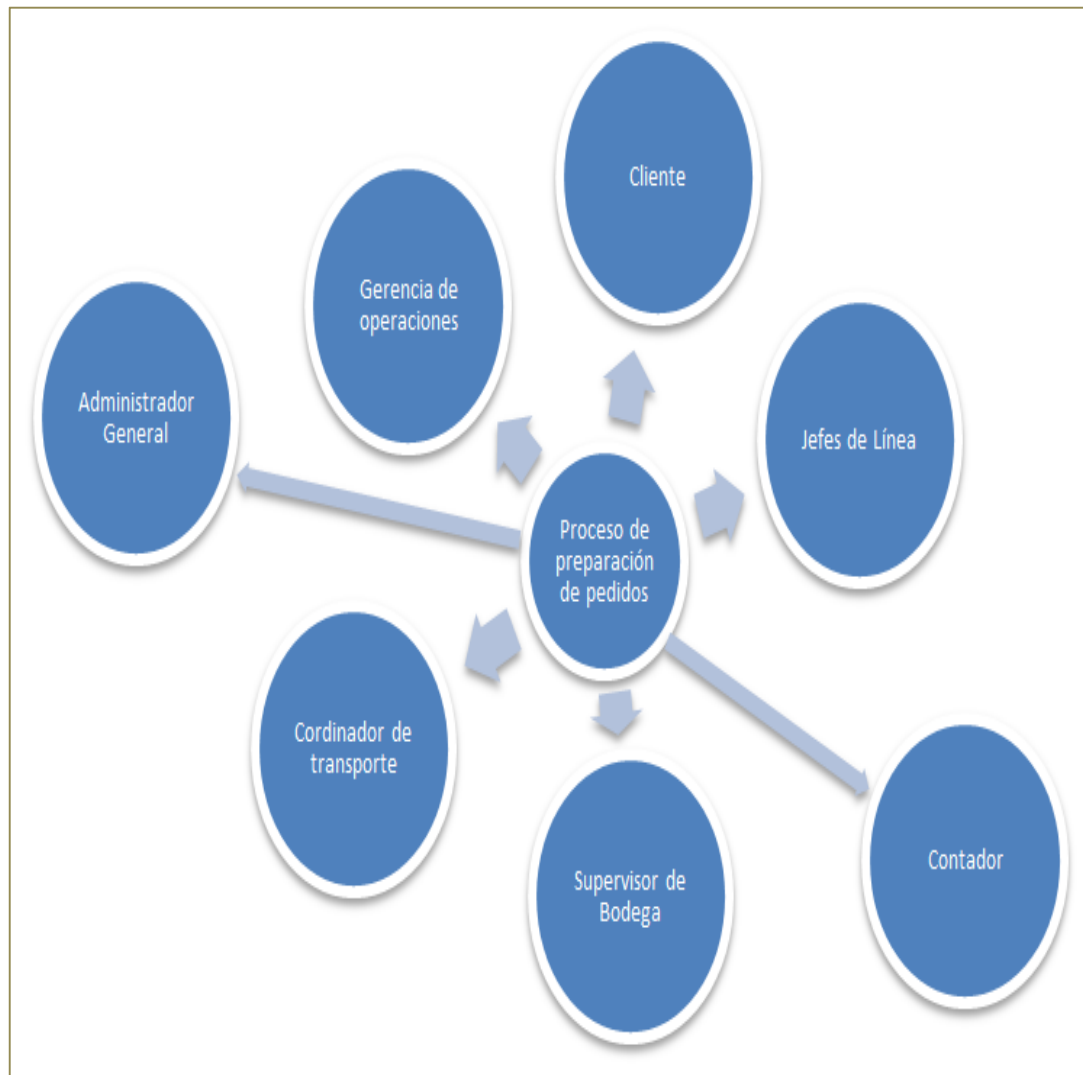 Cliente
Gerencia de
operaciones
Administrador
General
Jefes de Línea
Proceso de
preparación
de pedidos
Cordinador de
transporte
Supervisor de
Bodega
Contador